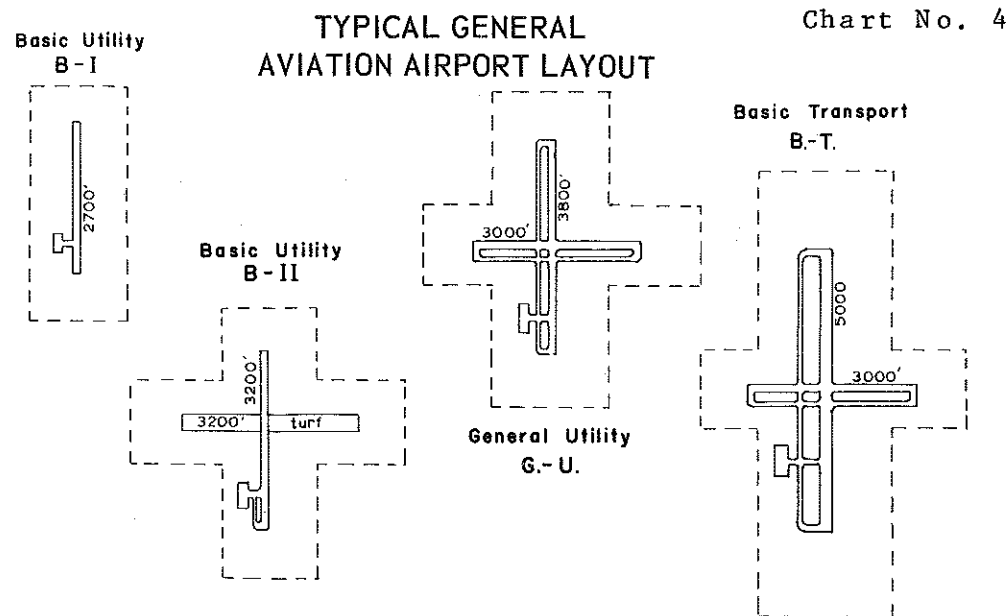 Chart No. 4
TYPICAL GENERAL
AVIATION AIRPORT LAYOUT
Basic Utility
B-I
2700'
Basic Utility
B-II
3200'
3200'
turf
3800'
3000'
General Utility
G.-U.
Basic Transport
B.-T.
5000
3000'